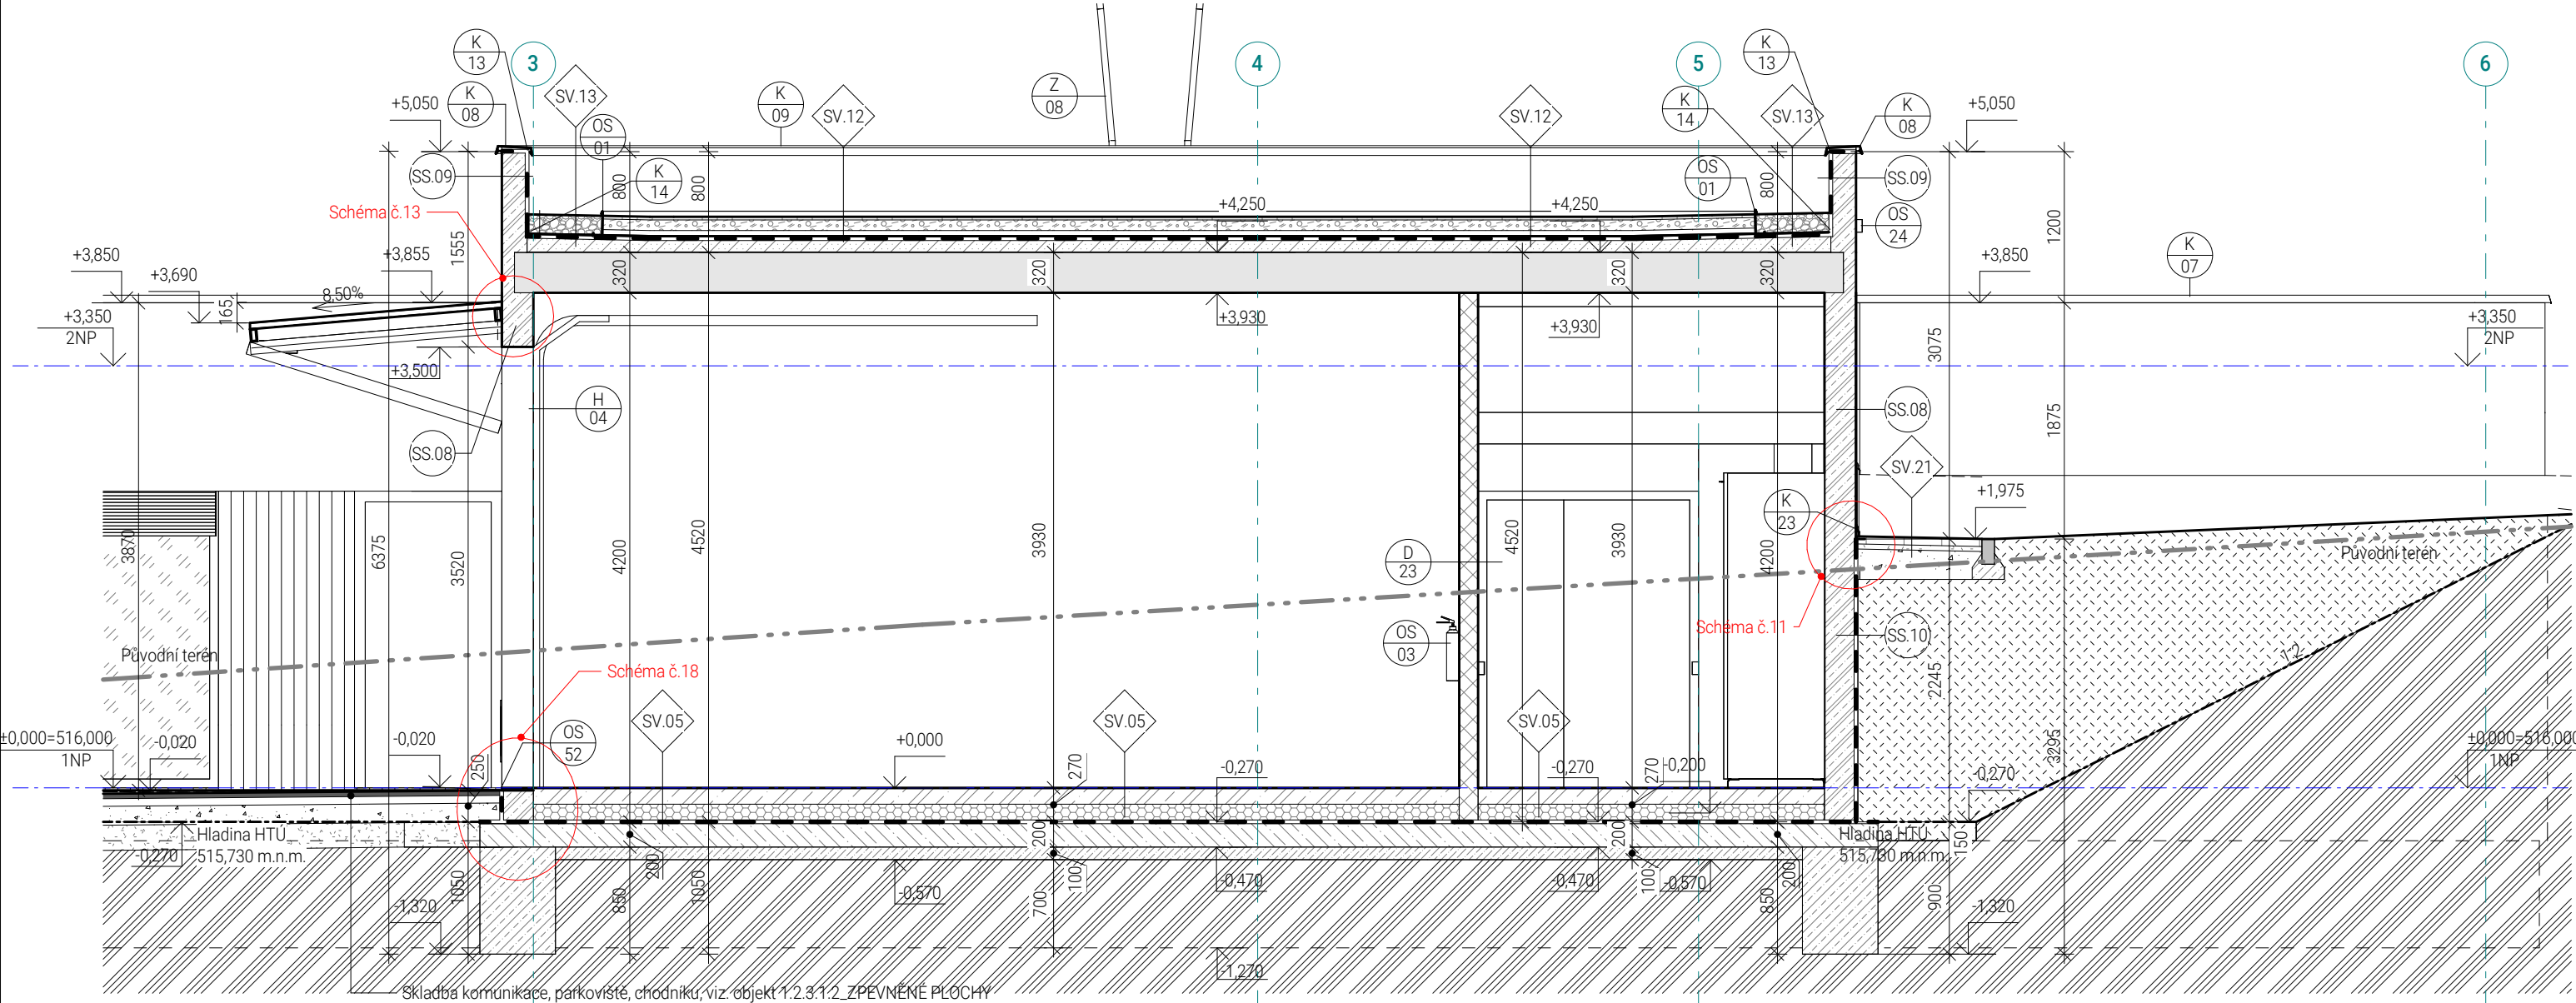 K
13
3
SV.13
K
09
SV.12
Z
08
4
SV.12
5
K
13
K
14
SV.13
K
08
+5,050
6
+5,050
K
08
OS
01
SS.09
K
14
800
800
OS
01
800
SS.09
OS
24
1200
Schéma č.13
+4,250
+4,250
K
07
+3,850
+3,690
+3,855
1555
320
320
320
320
+3,850
8,50%
165
+3,350
2NP
+3,930
+3,930
+3,350
2NP
3075
+3,500
H
04
SS.08
SS.08
1875
SV.21
+1,975
K
23
3870
6375
3520
4200
4520
3930
D
23
4520
3930
4200
Původní terén
Původní terén
OS
03
Schéma č.11
SS.10
2245
1:2
Schéma č.18
SV.05
SV.05
SV.05
OS
52
±0,000=516,000
1NP
-0,020
-0,020
+0,000
250
270
-0,270
-0,270
270
-0,200
3295
±0,000=516,000
1NP
-0,270
Hladina HTÚ
515,730 m.n.m.
-0,270
Hladina HTÚ
515,730 m.n.m.
150
200
200
200
100
100
200
-0,570
-0,470
-0,470
-0,570
1050
850
1050
700
850
900
-1,320
-1,320
-1,270
Skladba komunikace, parkoviště, chodníku, viz. objekt 1.2.3.1.2_ZPEVNĚNÉ PLOCHY